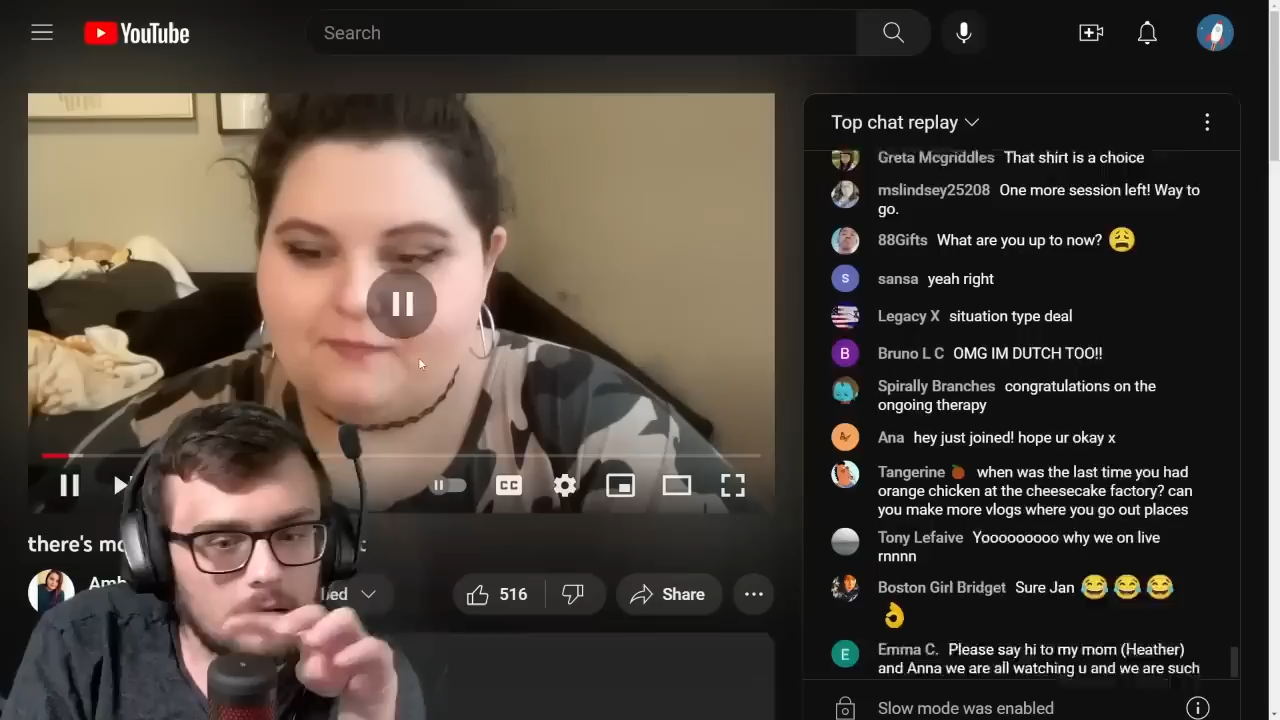 YouTube
Search
Top chat replay
Greta Mcgriddles That shirt is a choice
mslindsey25208 One more session left! Way to
go.
88Gifts What are you up to now? 😩
S
sansa yeah right
Legacy X situation type deal
B
Bruno L C OMG IM DUTCH TOO!!
Spirally Branches congratulations on the
ongoing therapy
Ana hey just joined! hope ur okay x
Tangerine 🍊 when was the last time you had
orange chicken at the cheesecake factory? can
you make more vlogs where you go out places
Tony Lefaive Yooooooooo why we on live
rnnnn
Boston Girl Bridget Sure Jan 😂😂😂
👌
E
Emma C. Please say hi to my mom (Heather)
and Anna we are all watching u and we are such
Slow mode was enabled
CC
there's
516
Share